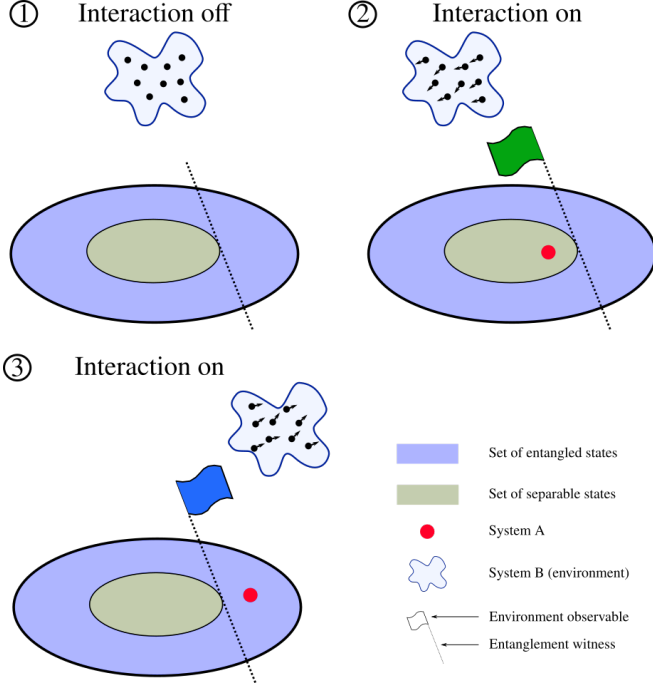 ① Interaction off
② Interaction on
③ Interaction on
Set of entangled states
Set of separable states
System A
System B (environment)
Environment observable
Entanglement witness